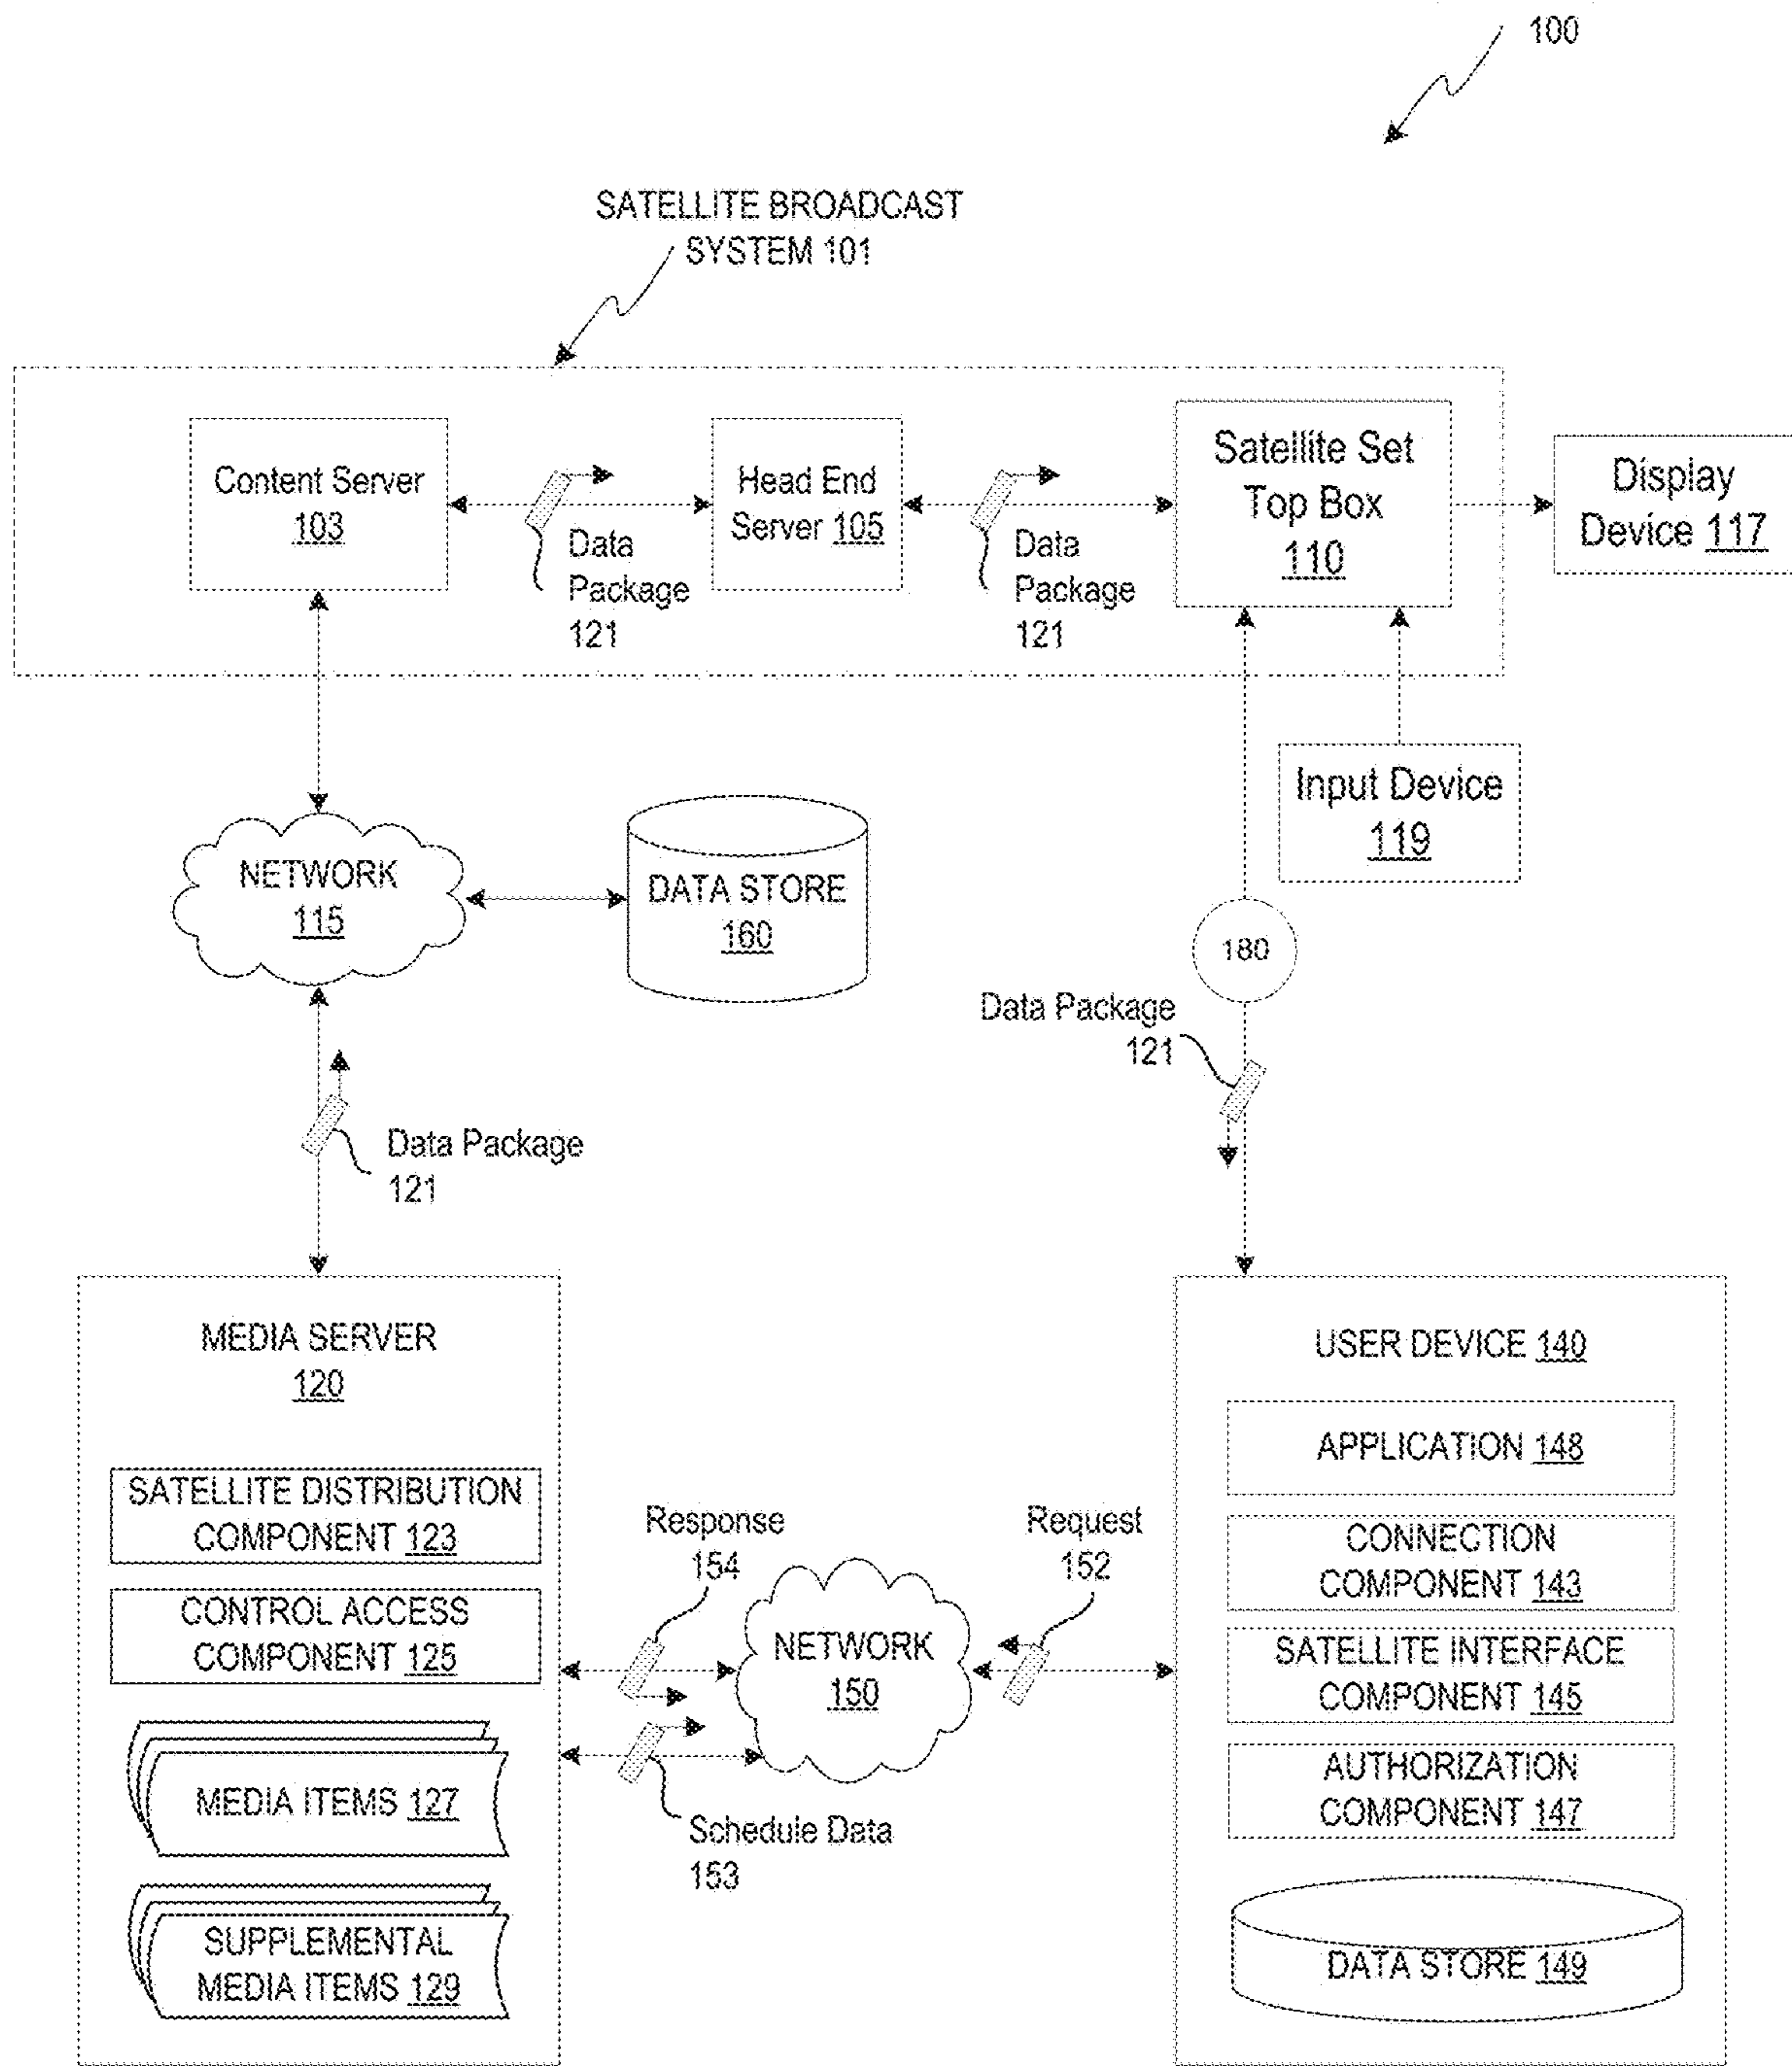 100
SATELLITE BROADCAST
SYSTEM 101
Content Server
103
Data
Package
121
Head End
Server 105
Data
Package
121
Satellite Set
Top Box
110
Display
Device 117
Input Device
119
NETWORK
115
DATA STORE
160
180
Data Package
121
Data Package
121
MEDIA SERVER
120
SATELLITE DISTRIBUTION
COMPONENT 123
CONTROL ACCESS
COMPONENT 125
MEDIA ITEMS 127
SUPPLEMENTAL
MEDIA ITEMS 129
Response
154
Request
152
NETWORK
150
Schedule Data
153
USER DEVICE 140
APPLICATION 148
CONNECTION
COMPONENT 143
SATELLITE INTERFACE
COMPONENT 145
AUTHORIZATION
COMPONENT 147
DATA STORE 149